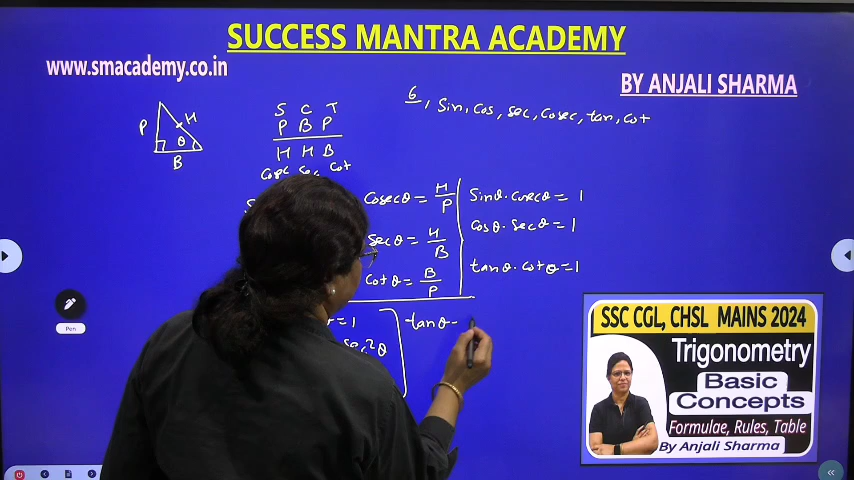 SUCCESS MANTRA ACADEMY
www.smacademy.co.in
BY ANJALI SHARMA
6, Sin, Cos, sec, cosec, tan, cot
P H θ B
S C T
P B P
H H B
cosec sec cot
cosecθ = H/P
secθ = H/B
cotθ = B/P
Sinθ · cosecθ = 1
cosθ · secθ = 1
tanθ · cotθ = 1
= 1
sec²θ
tanθ -
Pen
SSC CGL, CHSL MAINS 2024
Trigonometry
Basic
Concepts
Formulae, Rules, Table
By Anjali Sharma